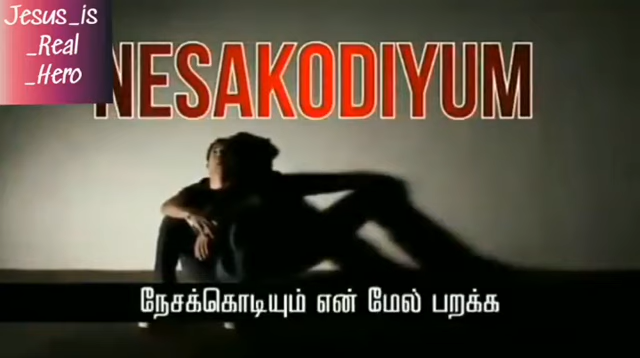 Jesus_is
_Real
_Hero
NESAKODIYUM
நேசக்கொடியும் என் மேல் பறக்க